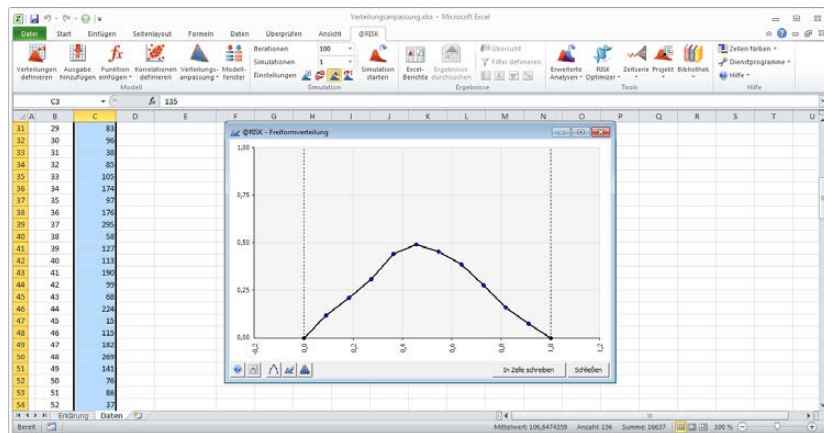 Verteilungsanpassung.xlsx - Microsoft Excel
Datei Start Einfügen Seitenlayout Formeln Daten Überprüfen Ansicht @RISK
Verteilungen definieren Ausgabe hinzufügen Funktion einfügen Korrelationen definieren Verteilungs-anpassung Modell-fenster
Modell
Iterationen 100
Simulationen 1
Einstellungen
Simulation starten
Simulation
Excel-Berichte Ergebnisse durchsuchen
Übersicht
Filter definieren
Ergebnisse
Erweiterte Analysen RISK Optimizer Zeitserie Projekt Bibliothek
Tools
Zellen färben
Dienstprogramme
Hilfe
Hilfe
C3 fx 135
A B C D E F G H I J K L M N O P Q R S T U
31 29 83
32 30 96
33 31 38
34 32 85
35 33 105
36 34 174
37 35 97
38 36 176
39 37 295
40 38 58
41 39 127
42 40 113
43 41 190
44 42 99
45 43 68
46 44 224
47 45 15
48 46 115
49 47 182
50 48 269
51 49 141
52 50 76
53 51 86
54 52 37
@RISK - Freiformverteilung
1,00
0,75
0,50
0,25
0,00
-0,2 0,0 0,2 0,4 0,6 0,8 1,0 1,2
In Zelle schreiben Schließen
Erklärung Daten
Bereit Mittelwert: 106,6474359 Anzahl: 156 Summe: 16637 100 %